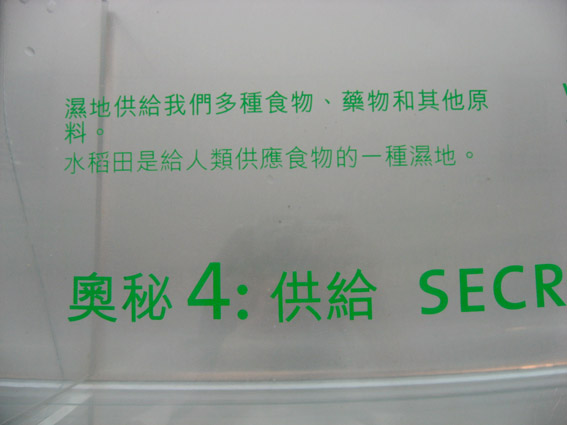 濕地供給我們多種食物、藥物和其他原
料。
水稻田是給人類供應食物的一種濕地。
奧秘 4: 供給 SECR